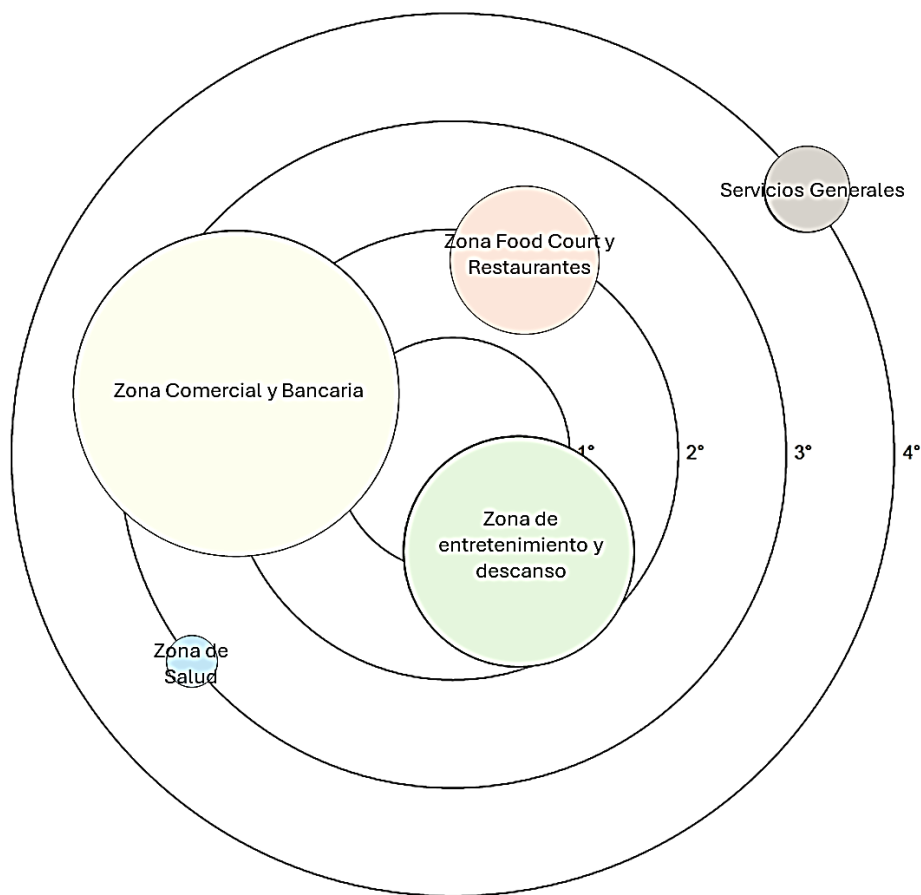 Servicios Generales
Zona Food Court y
Restaurantes
Zona Comercial y Bancaria
1°
2°
3°
4°
Zona de
entretenimiento y
descanso
Zona de
Salud